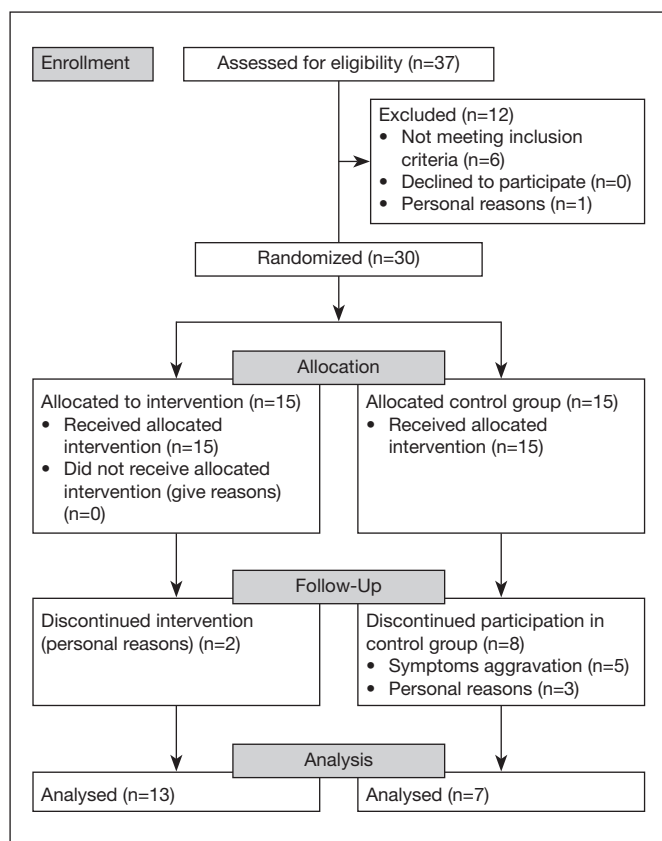 Enrollment
Assessed for eligibility (n=37)
Excluded (n=12)
• Not meeting inclusion
criteria (n=6)
• Declined to participate (n=0)
• Personal reasons (n=1)
Randomized (n=30)
Allocation
Allocated to intervention (n=15)
• Received allocated
intervention (n=15)
• Did not receive allocated
intervention (give reasons)
(n=0)
Allocated control group (n=15)
• Received allocated
intervention (n=15)
Follow-Up
Discontinued intervention
(personal reasons) (n=2)
Discontinued participation in
control group (n=8)
• Symptoms aggravation (n=5)
• Personal reasons (n=3)
Analysis
Analysed (n=13)
Analysed (n=7)